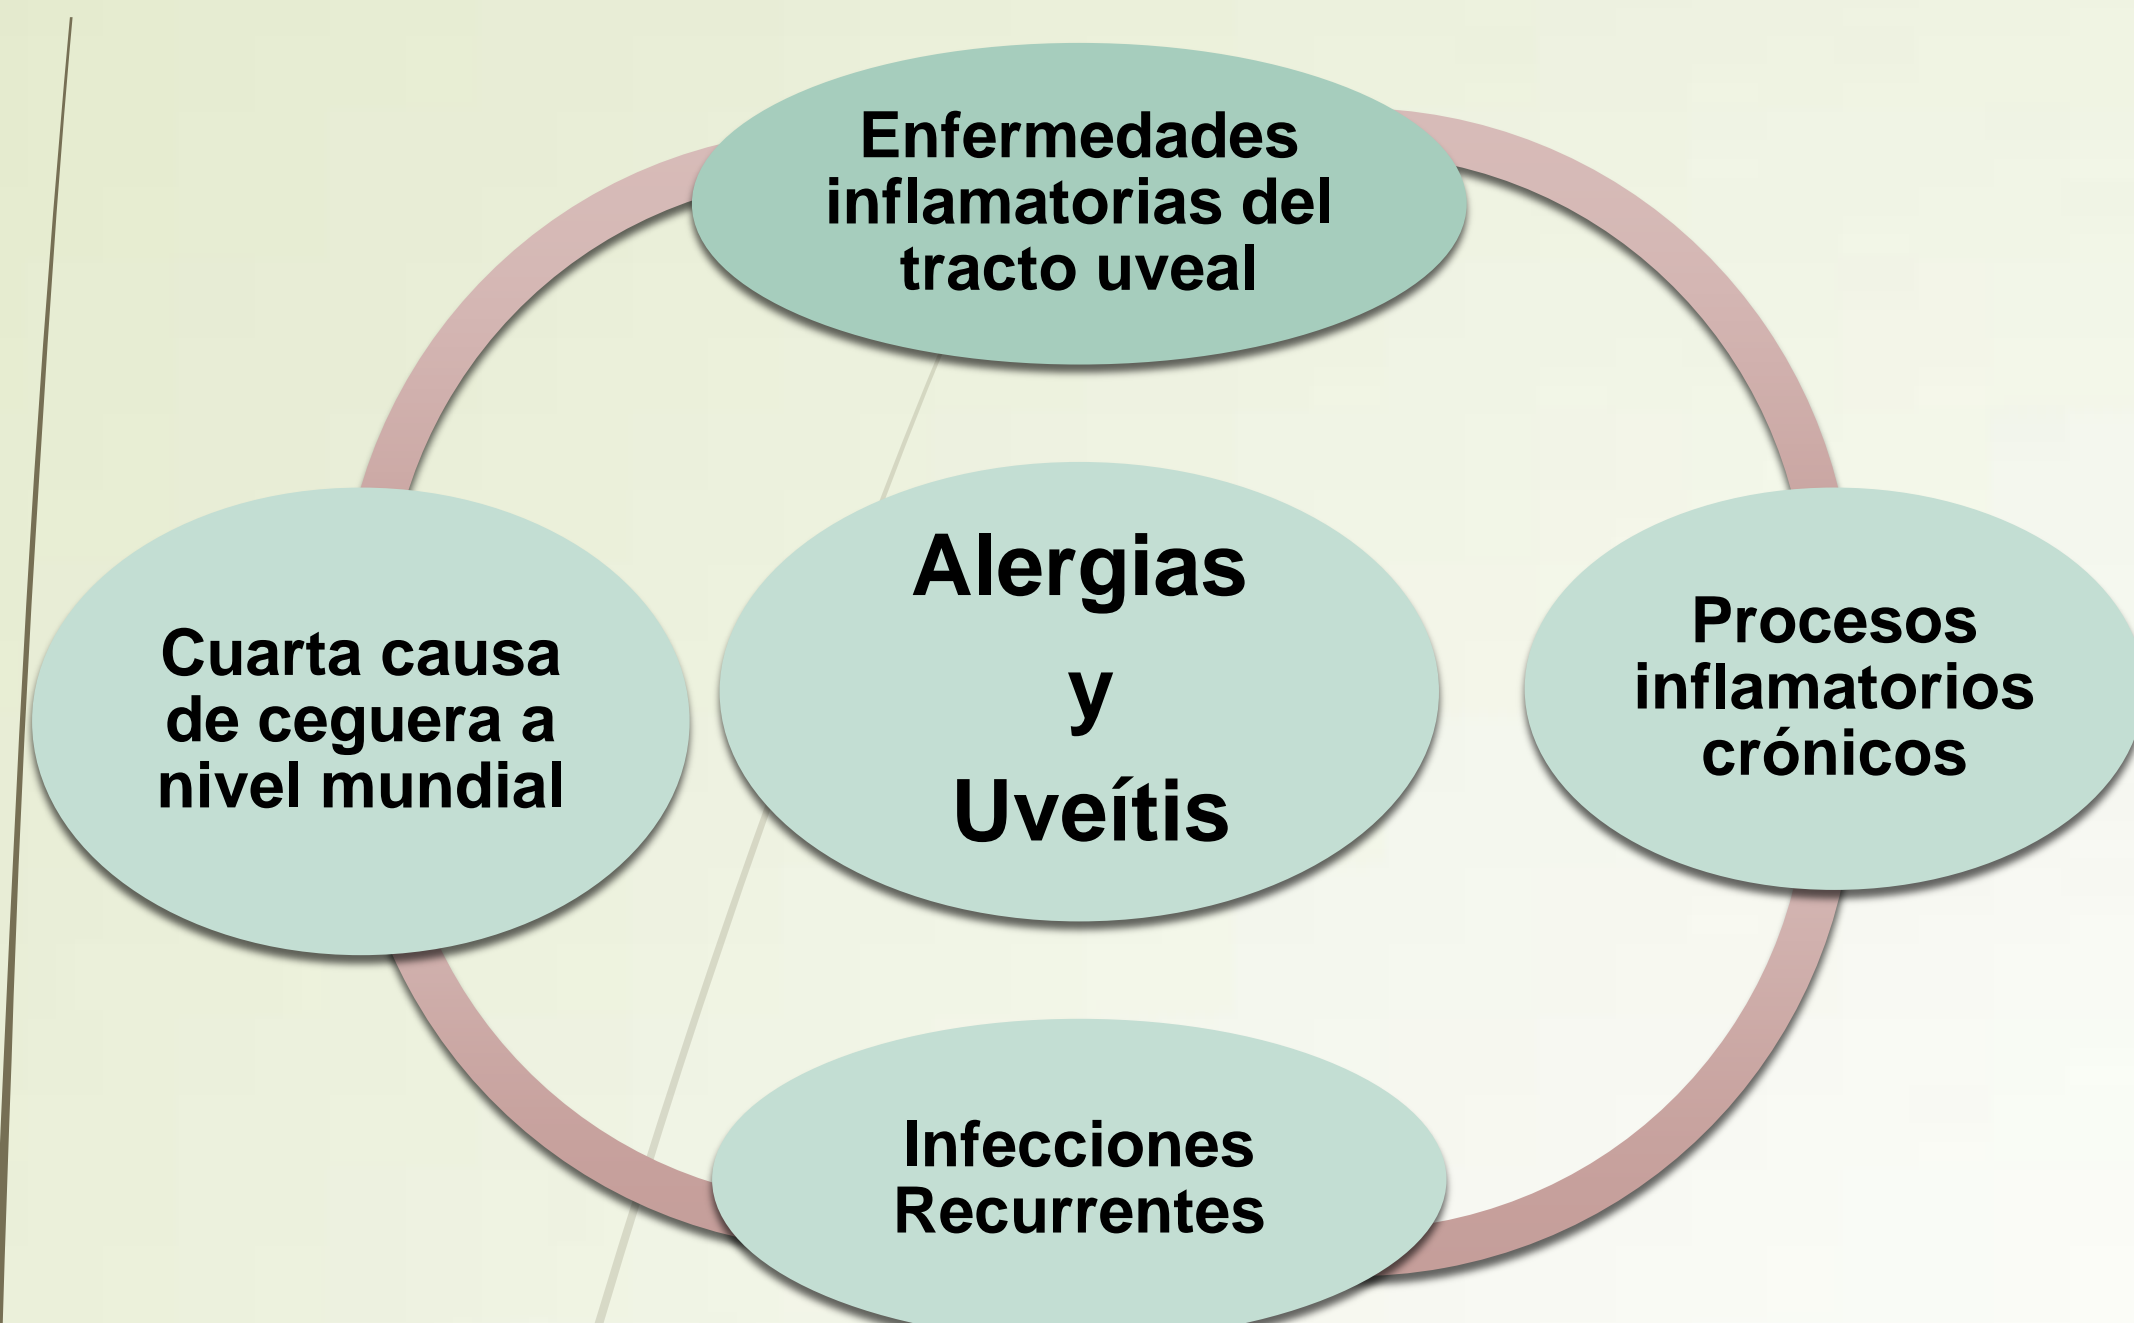 Enfermedades
inflamatorias del
tracto uveal
Alergias
y
Uveítis
Cuarta causa
de ceguera a
nivel mundial
Procesos
inflamatorios
crónicos
Infecciones
Recurrentes